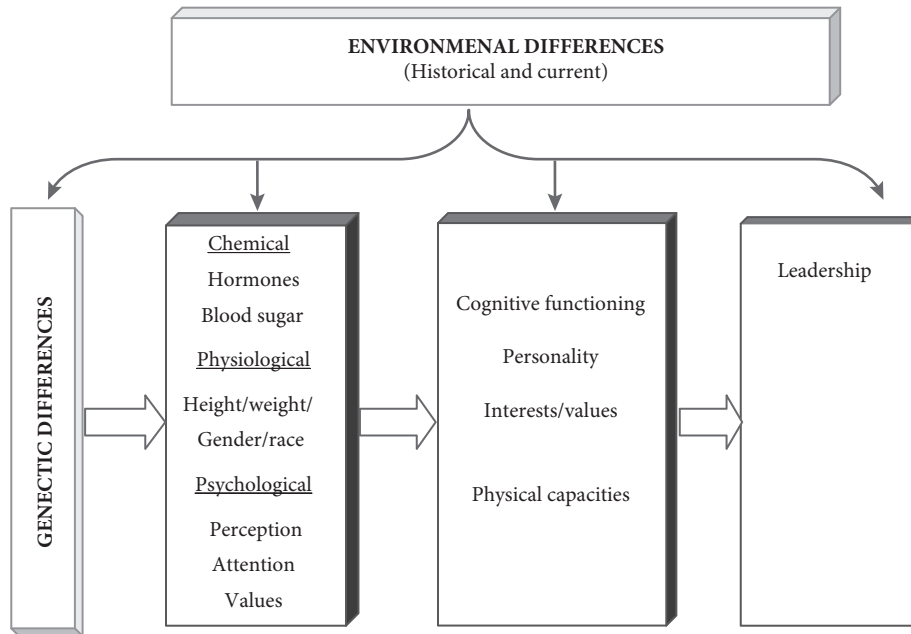 ENVIRONMENAL DIFFERENCES
(Historical and current)
GENECTIC DIFFERENCES
Chemical
Hormones
Blood sugar
Physiological
Height/weight/
Gender/race
Psychological
Perception
Attention
Values
Cognitive functioning
Personality
Interests/values
Physical capacities
Leadership